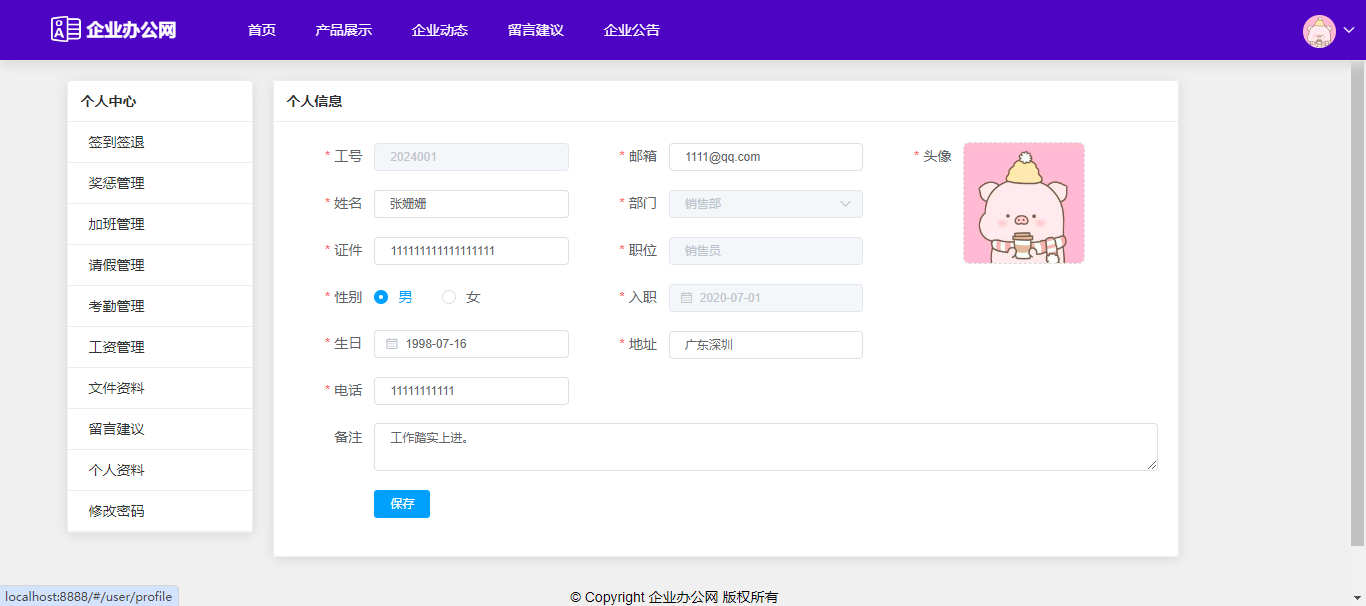 OA 企业办公网 首页 产品展示 企业动态 留言建议 企业公告
个人中心
签到签退
奖惩管理
加班管理
请假管理
考勤管理
工资管理
文件资料
留言建议
个人资料
修改密码
个人信息
* 工号 2024001 * 邮箱 1111@qq.com * 头像
* 姓名 张姗姗 * 部门 销售部
* 证件 111111111111111111 * 职位 销售员
* 性别 男 女 * 入职 2020-07-01
* 生日 1998-07-16 * 地址 广东深圳
* 电话 11111111111
备注 工作踏实上进。
保存
localhost:8888/#/user/profile
© Copyright 企业办公网 版权所有